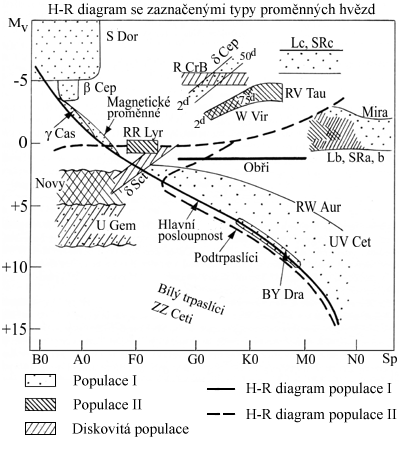 H-R diagram se zaznačenými typy proměnných hvězd
Mv
S Dor
Lc, SRc
-5
R CrB
δ Cep
50d
β Cep
Magnetické
proměnné
2d
75d
RV Tau
W Vir
2d
Mira
γ Cas
RR Lyr
0
Obři
Lb, SRa, b
δ Sct
Novy
RW Aur
+5
U Gem
Hlavní
posloupnost
UV Cet
Podtrpaslíci
+10
Bílý trpaslíci
ZZ Ceti
BY Dra
+15
B0 A0 F0 G0 K0 M0 N0 Sp
Populace I
H-R diagram populace I
Populace II
H-R diagram populace II
Diskovitá populace